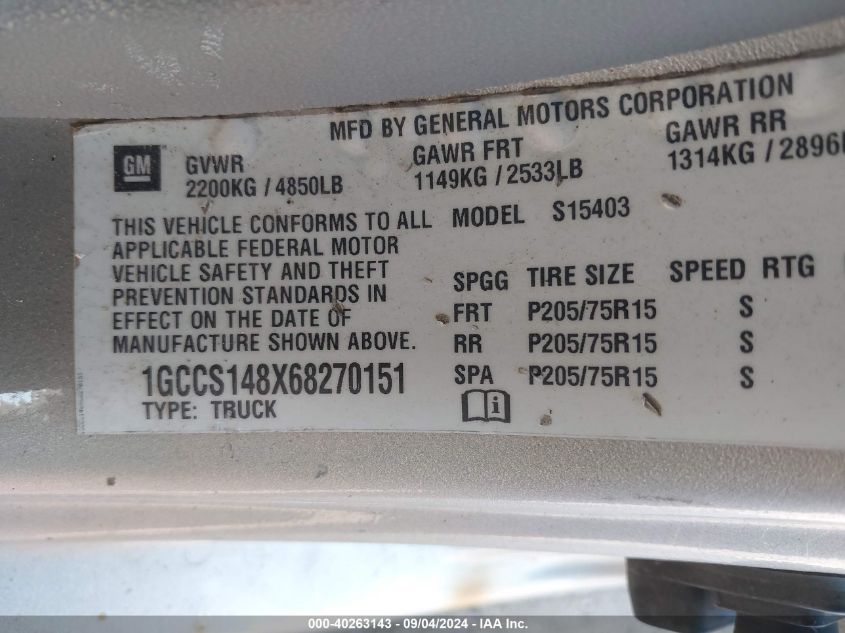 MFD BY GENERAL MOTORS CORPORATION
GM
GVWR GAWR FRT GAWR RR
2200KG / 4850LB 1149KG / 2533LB 1314KG / 2896
THIS VEHICLE CONFORMS TO ALL
APPLICABLE FEDERAL MOTOR
VEHICLE SAFETY AND THEFT
PREVENTION STANDARDS IN
EFFECT ON THE DATE OF
MANUFACTURE SHOWN ABOVE.
1GCCS148X68270151
TYPE: TRUCK
MODEL S15403
SPGG TIRE SIZE SPEED RTG
FRT P205/75R15 S
RR P205/75R15 S
SPA P205/75R15 S
i
000-40263143 - 09/04/2024 - IAA Inc.